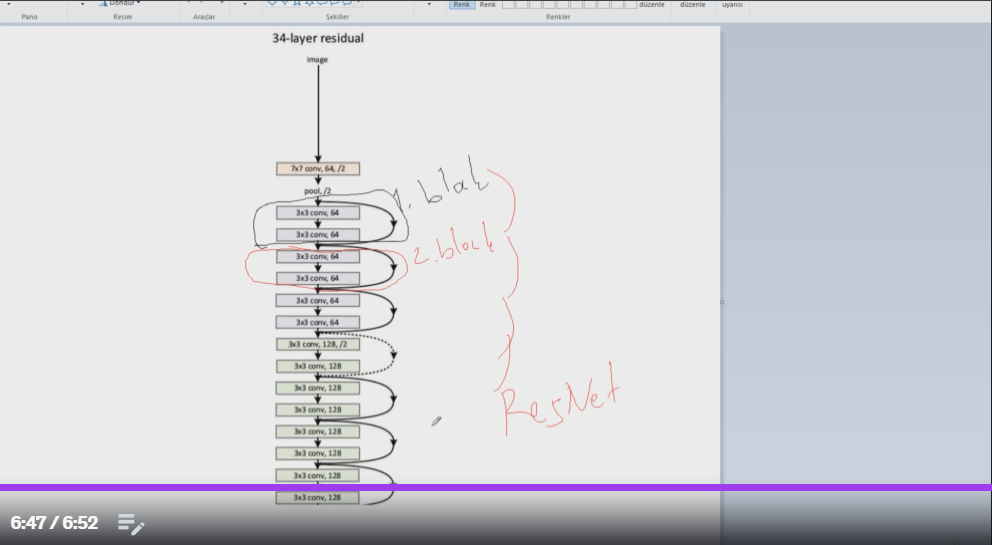 Döndür
Renk Renk düzenle düzenle uyarısı
Pano Resim Araçlar Şekiller Renkler
34-layer residual
image
7x7 conv, 64, /2
pool, /2
1. blok
3x3 conv, 64
3x3 conv, 64
2. block
3x3 conv, 64
3x3 conv, 64
3x3 conv, 64
3x3 conv, 64
3x3 conv, 128, /2
3x3 conv, 128
3x3 conv, 128
ResNet
3x3 conv, 128
3x3 conv, 128
3x3 conv, 128
3x3 conv, 128
3x3 conv, 128
6:47 / 6:52